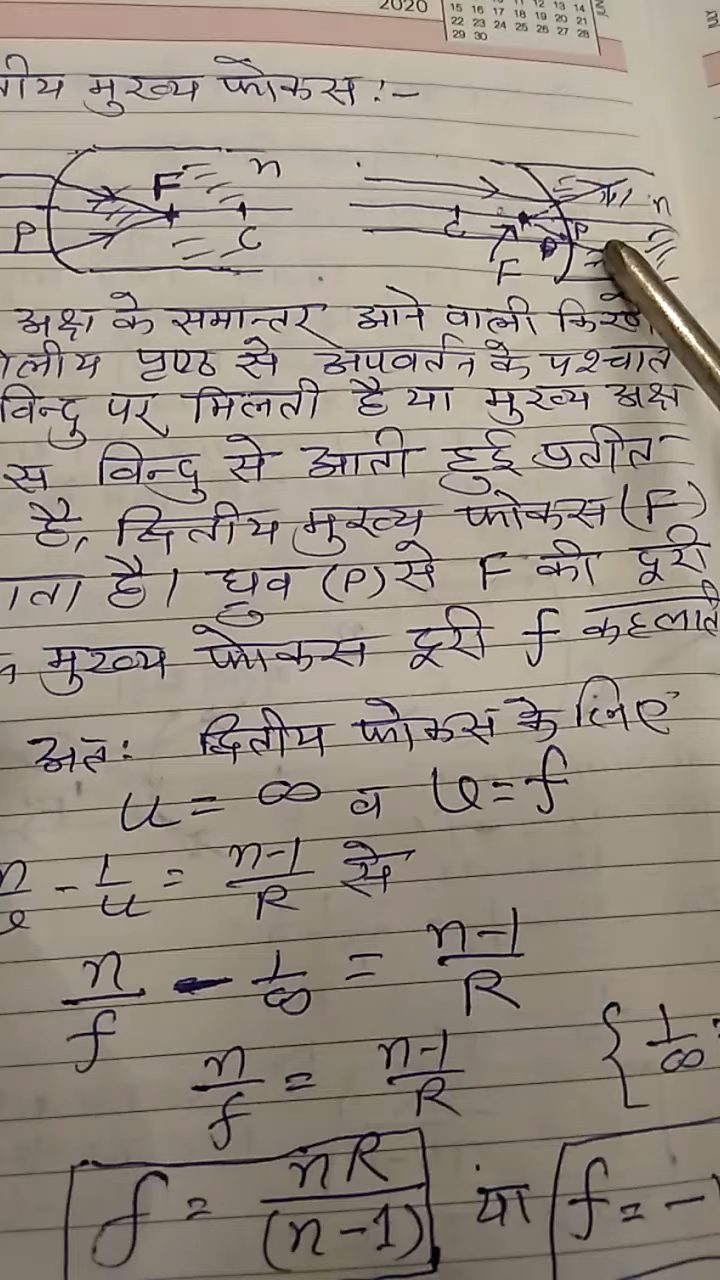 2020
15 16 17 18 19 20 21
22 23 24 25 26 27 28
29 30
तीय मुख्य फोकस :-
F n n
P C C P
F
अक्ष के समान्तर आने वाली किरणे
लीय पृष्ठ से अपवर्तन के पश्चात
विन्दु पर मिलती है या मुख्य अक्ष
स विन्दु से आती हुई प्रतीत
है, द्वितीय मुख्य फोकस (F)
ाता है। ध्रुव (P) से F की दूरी
मुख्य फोकस दूरी f कहलाते
अतः द्वितीय फोकस के लिए
u = ∞ व v = f
n/v - 1/u = n-1/R से
n/f - 1/∞ = n-1/R
n/f = n-1/R { 1/∞
f = nR/(n-1) या f = -